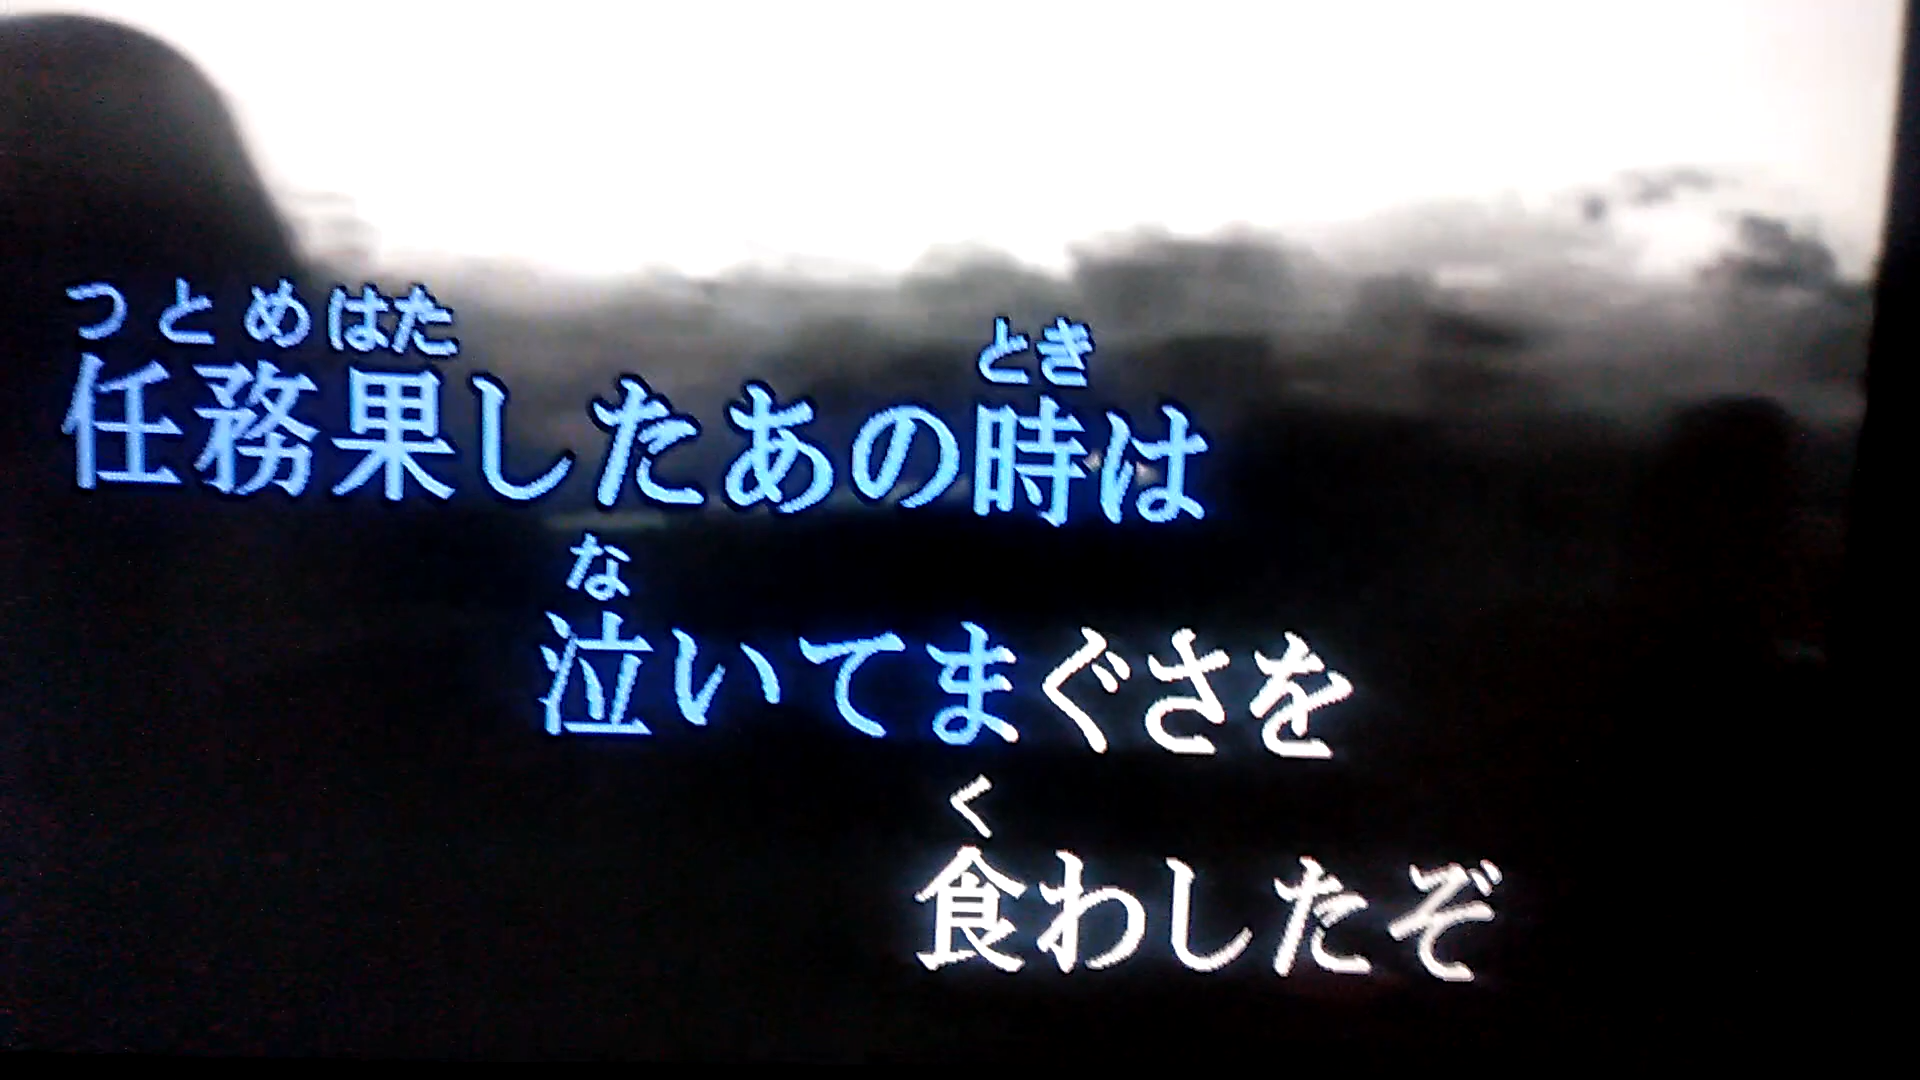 つとめはた
任務果したあの時は
とき
な
泣いてまぐさを
く
食わしたぞ